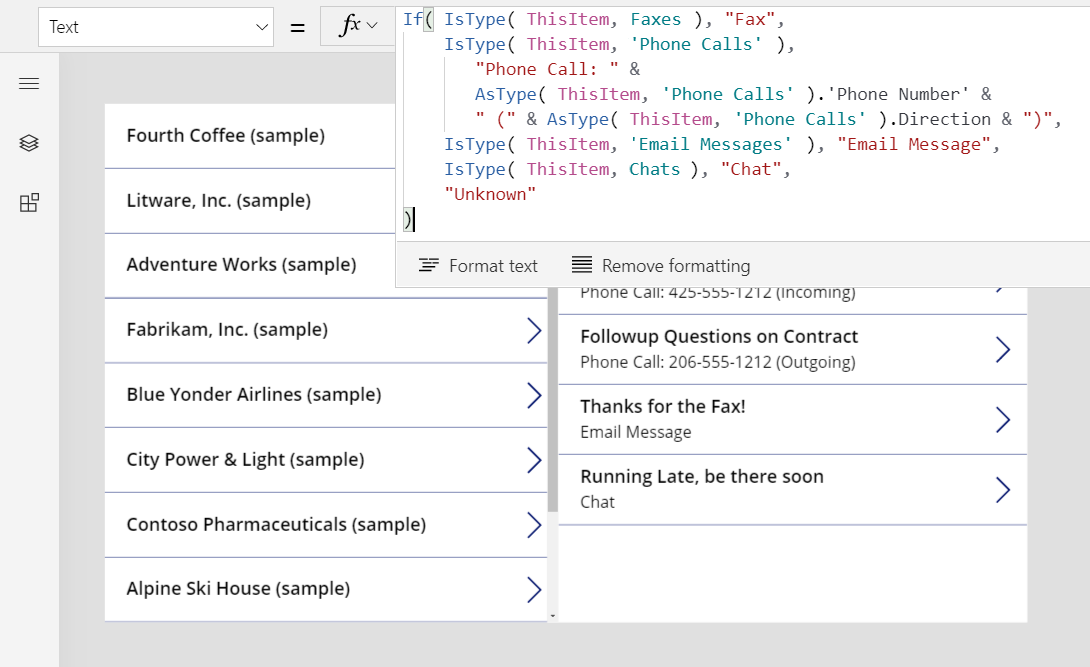 Text = fx
If( IsType( ThisItem, Faxes ), "Fax",
IsType( ThisItem, 'Phone Calls' ),
"Phone Call: " &
AsType( ThisItem, 'Phone Calls' ).'Phone Number' &
" (" & AsType( ThisItem, 'Phone Calls' ).Direction & ")",
IsType( ThisItem, 'Email Messages' ), "Email Message",
IsType( ThisItem, Chats ), "Chat",
"Unknown"
)
Format text Remove formatting
Fourth Coffee (sample)
Litware, Inc. (sample)
Adventure Works (sample)
Fabrikam, Inc. (sample)
Blue Yonder Airlines (sample)
City Power & Light (sample)
Contoso Pharmaceuticals (sample)
Alpine Ski House (sample)
Phone Call: 425-555-1212 (Incoming)
Followup Questions on Contract
Phone Call: 206-555-1212 (Outgoing)
Thanks for the Fax!
Email Message
Running Late, be there soon
Chat